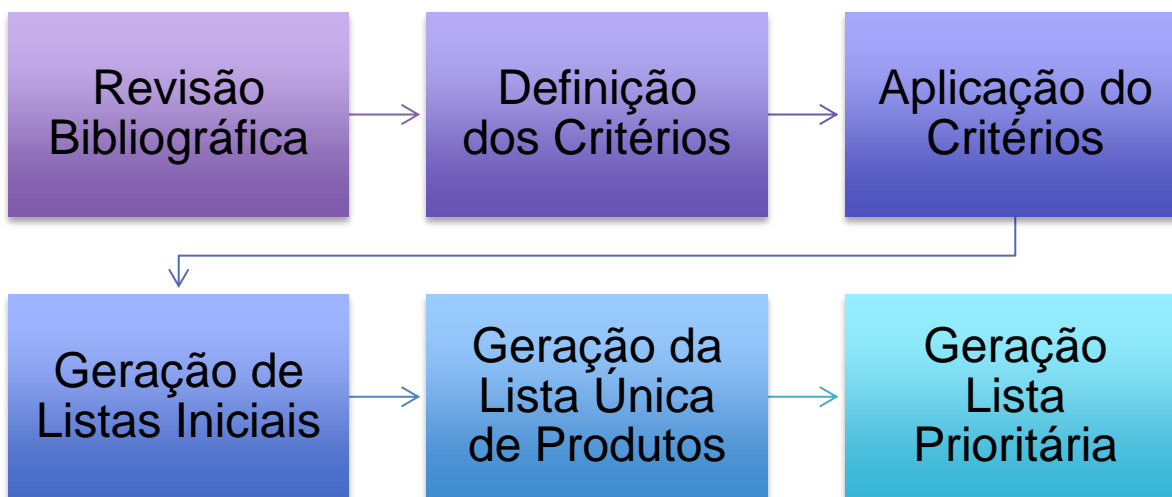 Revisão
Bibliográfica
Definição
dos Critérios
Aplicação do
Critérios
Geração de
Listas Iniciais
Geração da
Lista Única
de Produtos
Geração
Lista
Prioritária